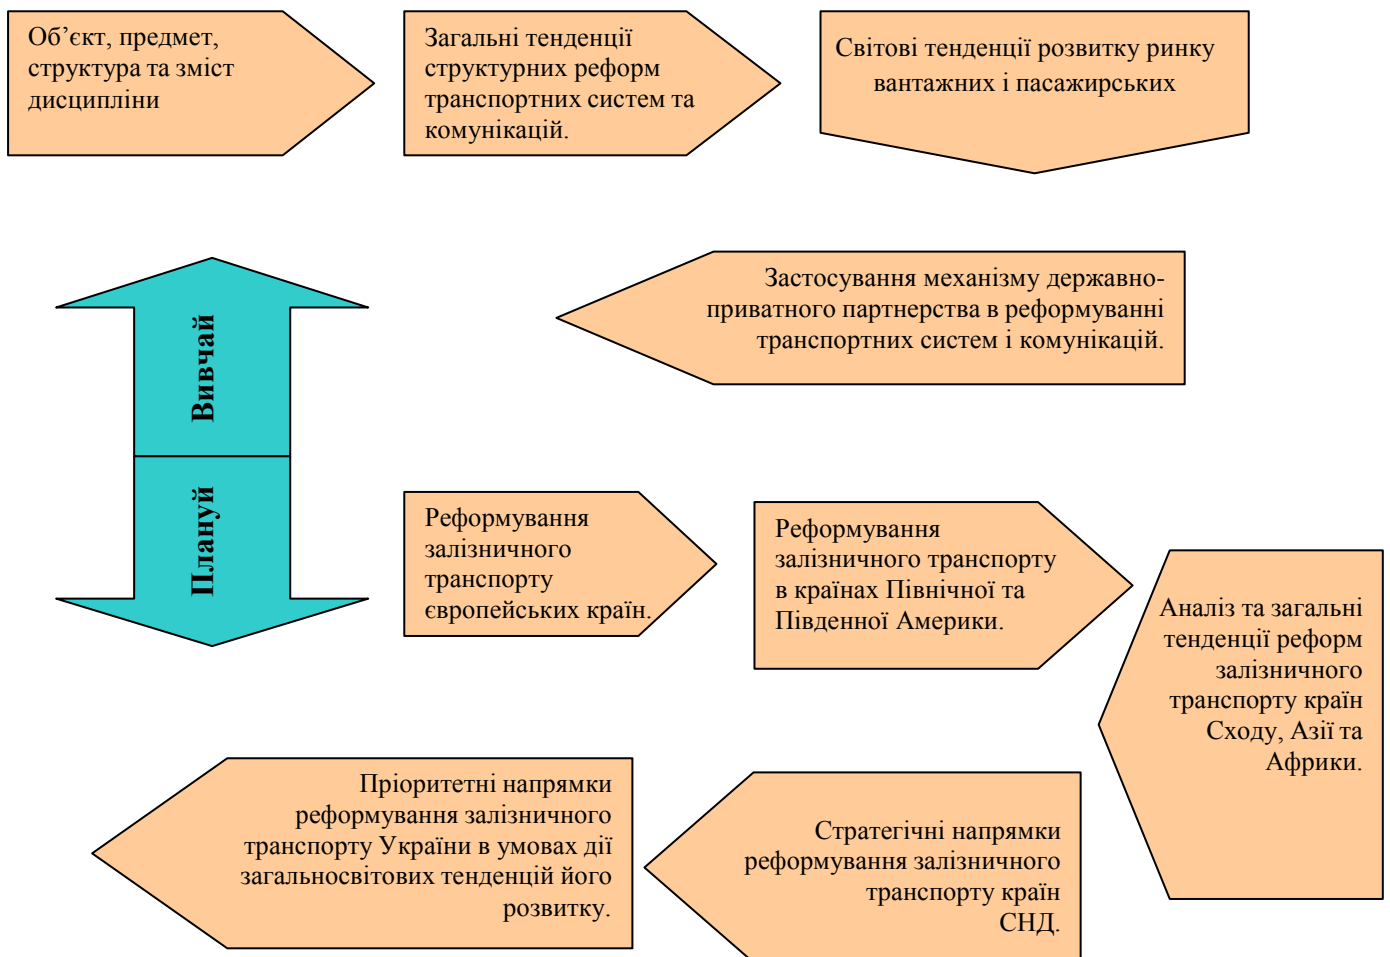 Об’єкт, предмет,
структура та зміст
дисципліни
Загальні тенденції
структурних реформ
транспортних систем та
комунікацій.
Світові тенденції розвитку ринку
вантажних і пасажирських
Застосування механізму державно-
приватного партнерства в реформуванні
транспортних систем і комунікацій.
Вивчай
Плануй
Реформування
залізничного
транспорту
європейських країн.
Реформування
залізничного транспорту
в країнах Північної та
Південної Америки.
Аналіз та загальні
тенденції реформ
залізничного
транспорту країн
Сходу, Азії та
Африки.
Стратегічні напрямки
реформування залізничного
транспорту країн
СНД.
Пріоритетні напрямки
реформування залізничного
транспорту України в умовах дії
загальносвітових тенденцій його
розвитку.